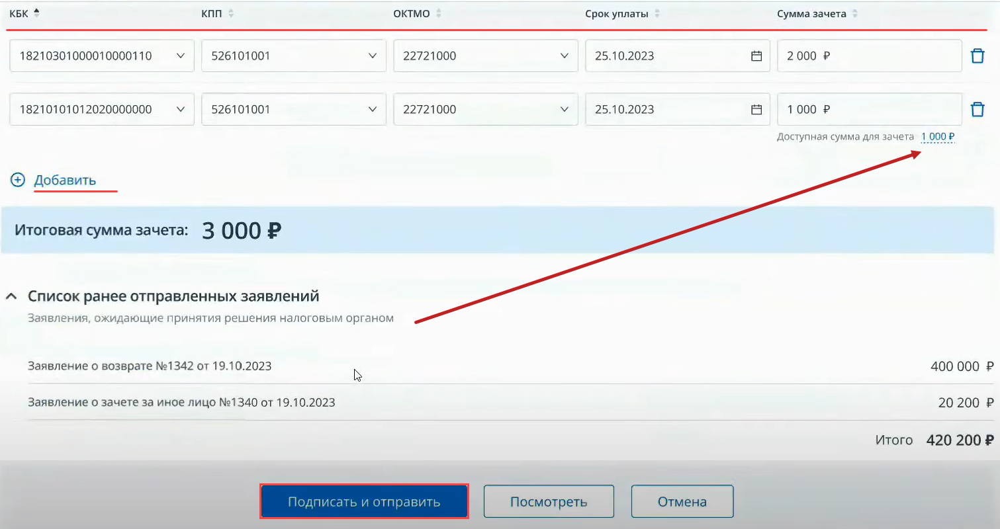 КБК КПП ОКТМО Срок уплаты Сумма зачета
18210301000010000110 526101001 22721000 25.10.2023 2 000 ₽
18210101012020000000 526101001 22721000 25.10.2023 1 000 ₽
Доступная сумма для зачета 1 000 ₽
Добавить
Итоговая сумма зачета: 3 000 ₽
Список ранее отправленных заявлений
Заявления, ожидающие принятия решения налоговым органом
Заявление о возврате №1342 от 19.10.2023 400 000 ₽
Заявление о зачете за иное лицо №1340 от 19.10.2023 20 200 ₽
Итого 420 200 ₽
Подписать и отправить Посмотреть Отмена